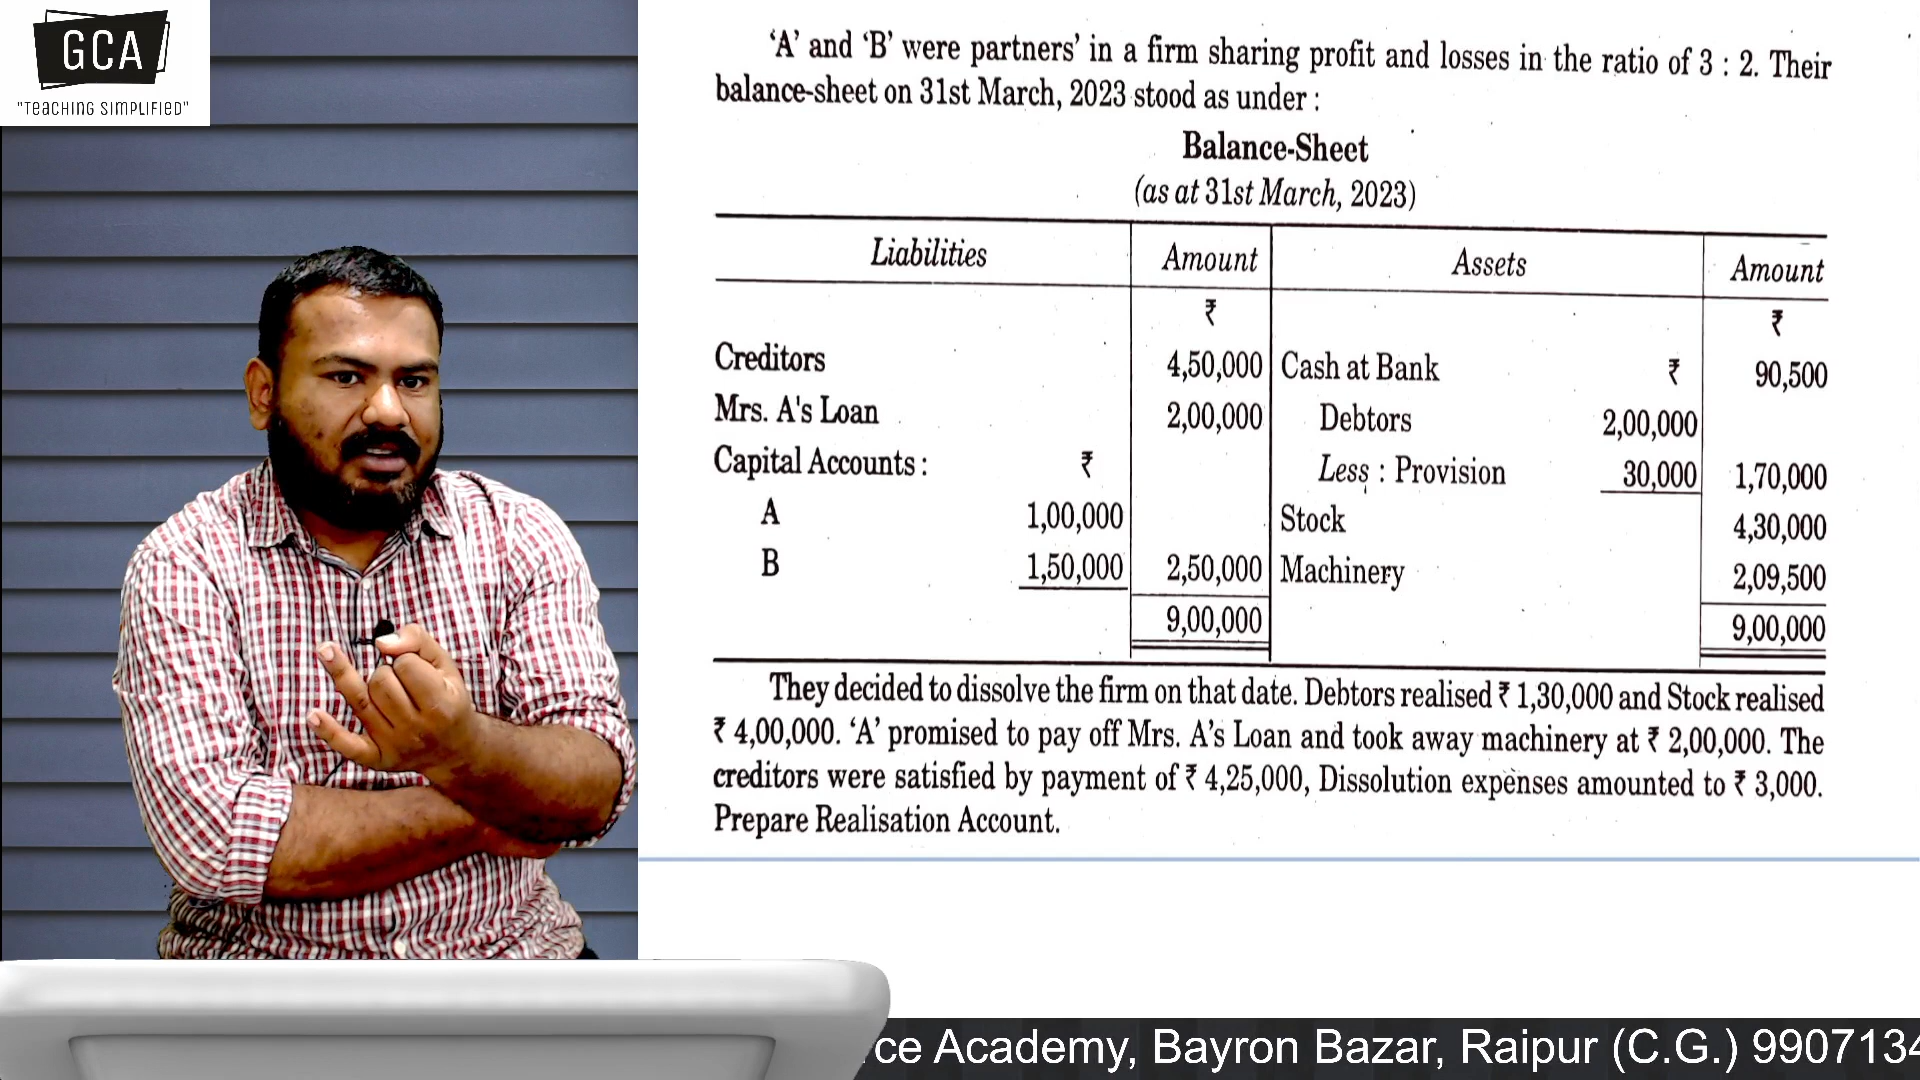 GCA
"TEACHING SIMPLIFIED"
‘A’ and ‘B’ were partners’ in a firm sharing profit and losses in the ratio of 3 : 2. Their
balance-sheet on 31st March, 2023 stood as under :
Balance-Sheet
(as at 31st March, 2023)
Liabilities Amount Assets Amount
₹ ₹
Creditors 4,50,000 Cash at Bank ₹ 90,500
Mrs. A's Loan 2,00,000 Debtors 2,00,000
Capital Accounts : ₹ Less : Provision 30,000 1,70,000
A 1,00,000 Stock 4,30,000
B 1,50,000 2,50,000 Machinery 2,09,500
9,00,000 9,00,000
They decided to dissolve the firm on that date. Debtors realised ₹ 1,30,000 and Stock realised
₹ 4,00,000. ‘A’ promised to pay off Mrs. A’s Loan and took away machinery at ₹ 2,00,000. The
creditors were satisfied by payment of ₹ 4,25,000, Dissolution expenses amounted to ₹ 3,000.
Prepare Realisation Account.
ce Academy, Bayron Bazar, Raipur (C.G.) 9907134